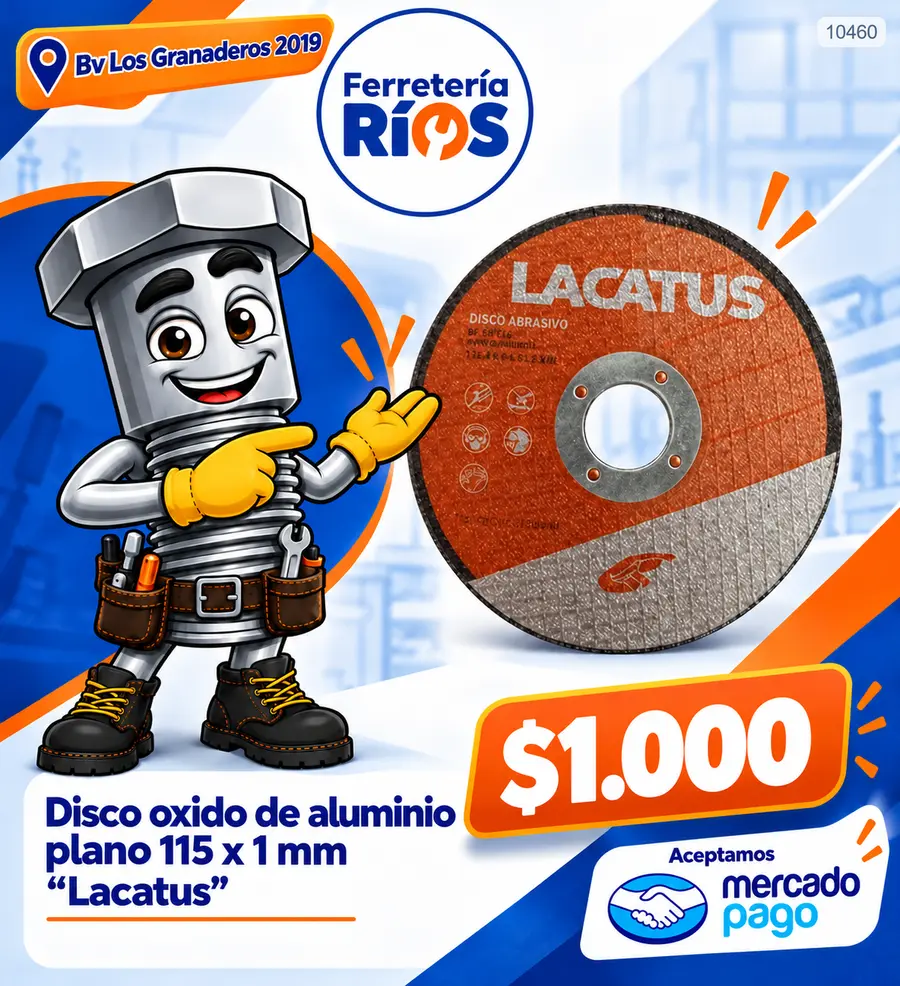 Bv Los Granaderos 2019
Ferretería
Ríos
10460
LACATUS
DISCO ABRASIVO
$1.000
Disco oxido de aluminio
plano 115 x 1 mm
“Lacatus”
Aceptamos
mercado
pago